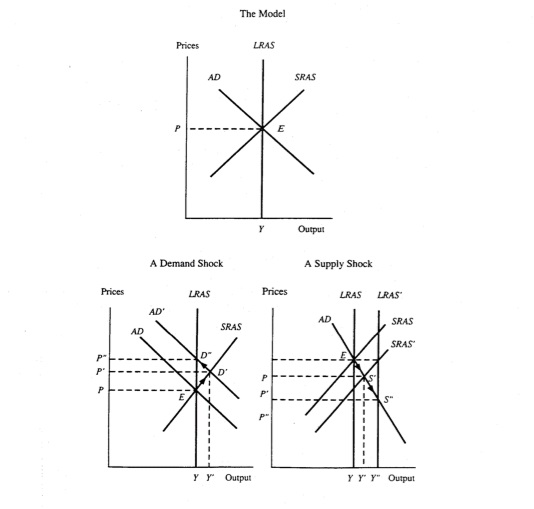 The Model
Prices LRAS
AD SRAS
P E
Y Output
A Demand Shock A Supply Shock
Prices LRAS Prices LRAS LRAS'
AD' AD SRAS
AD SRAS SRAS'
P" D" E
P' D' P S'
P E P' S"
P"
Y Y' Output Y Y' Y" Output